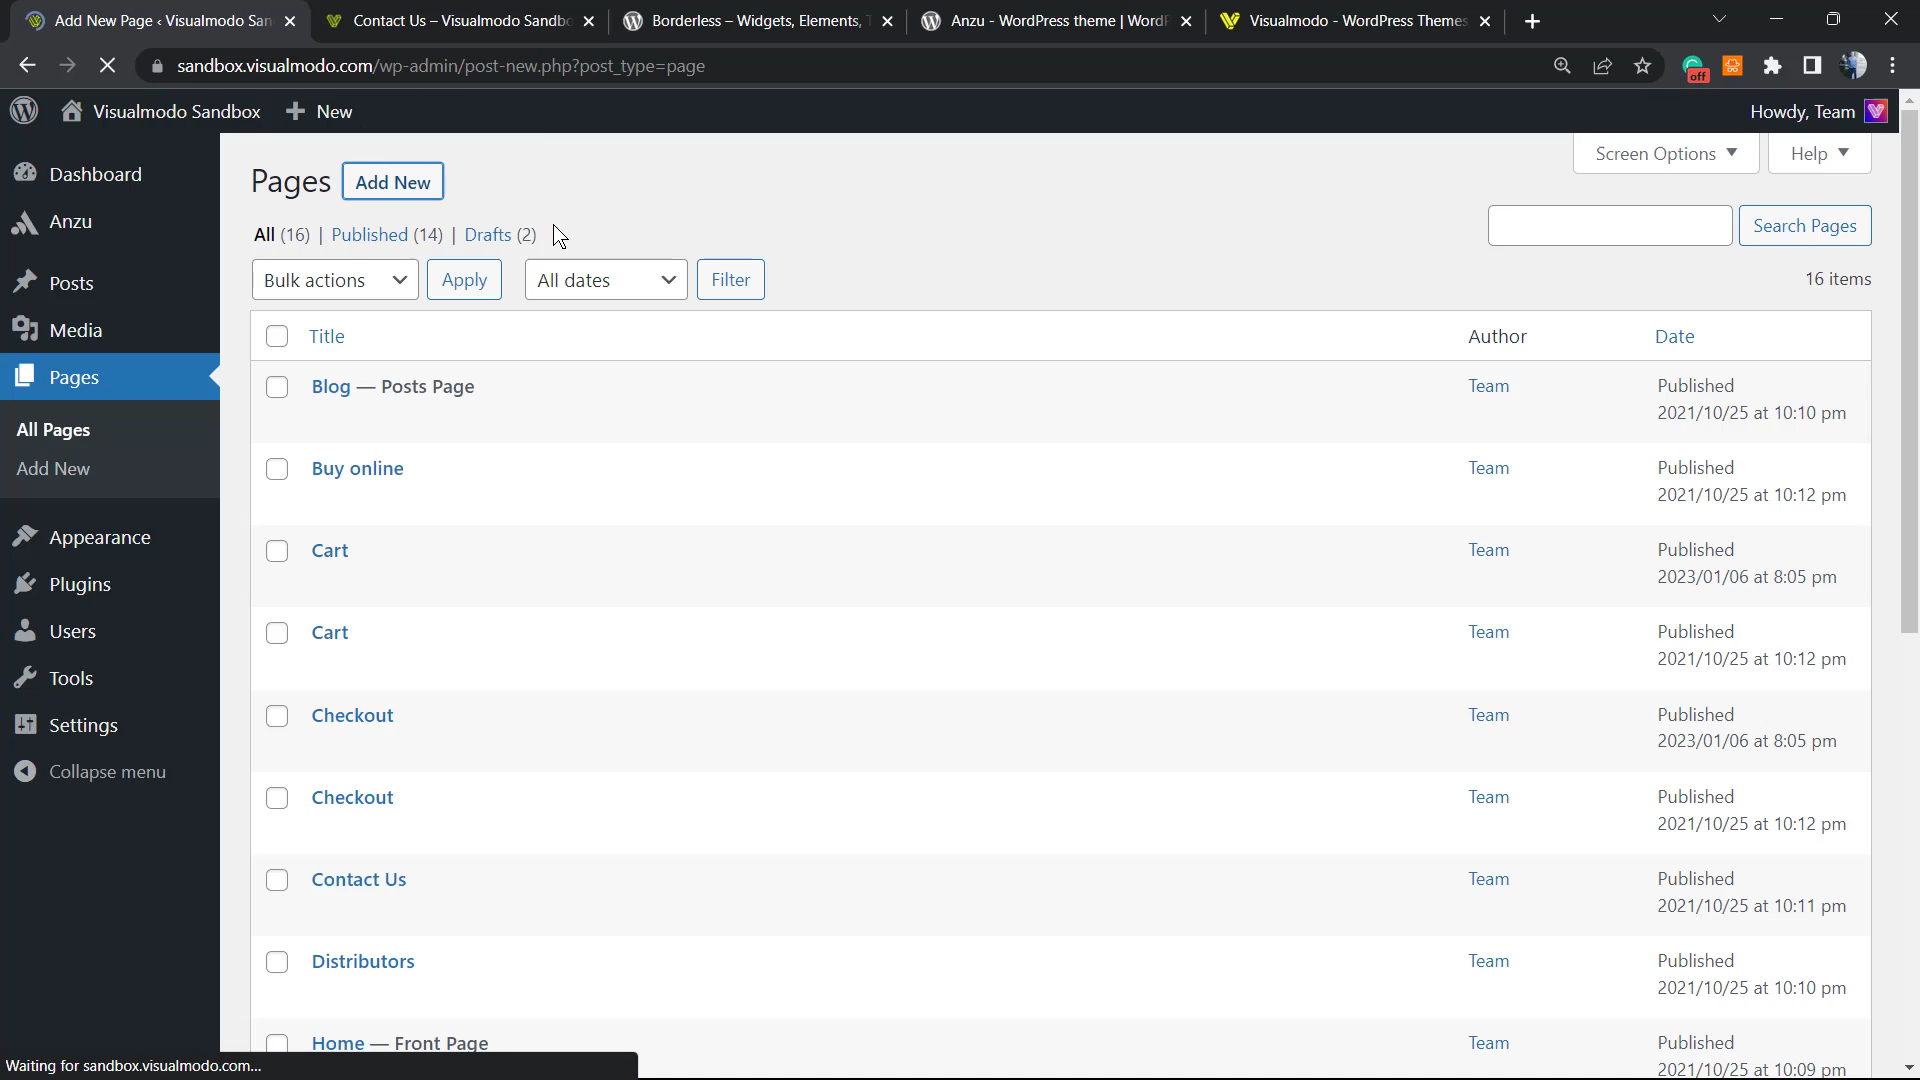 Add New Page ‹ Visualmodo San
Contact Us – Visualmodo Sandbo
Borderless – Widgets, Elements, T
Anzu - WordPress theme | WordP
Visualmodo - WordPress Themes
sandbox.visualmodo.com/wp-admin/post-new.php?post_type=page
off
Visualmodo Sandbox
New
Howdy, Team
Dashboard
Anzu
Posts
Media
Pages
All Pages
Add New
Appearance
Plugins
Users
Tools
Settings
Collapse menu
Screen Options
Help
Pages
Add New
All (16) | Published (14) | Drafts (2)
Search Pages
Bulk actions
Apply
All dates
Filter
16 items
Title Author Date
Blog — Posts Page Team Published
2021/10/25 at 10:10 pm
Buy online Team Published
2021/10/25 at 10:12 pm
Cart Team Published
2023/01/06 at 8:05 pm
Cart Team Published
2021/10/25 at 10:12 pm
Checkout Team Published
2023/01/06 at 8:05 pm
Checkout Team Published
2021/10/25 at 10:12 pm
Contact Us Team Published
2021/10/25 at 10:11 pm
Distributors Team Published
2021/10/25 at 10:10 pm
Home — Front Page Team Published
2021/10/25 at 10:09 pm
Waiting for sandbox.visualmodo.com...